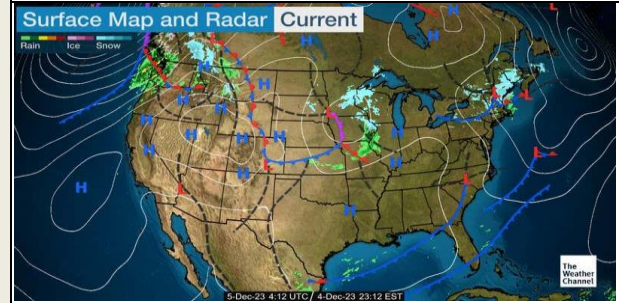 Surface Map and Radar Current
Rain Ice Snow
L
H
H
H
H
H
H
H
H
H
H
H
H
H
H
L
L
L
L
L
L
L
The
Weather
Channel
5-Dec-23 4:12 UTC / 4-Dec-23 23:12 EST